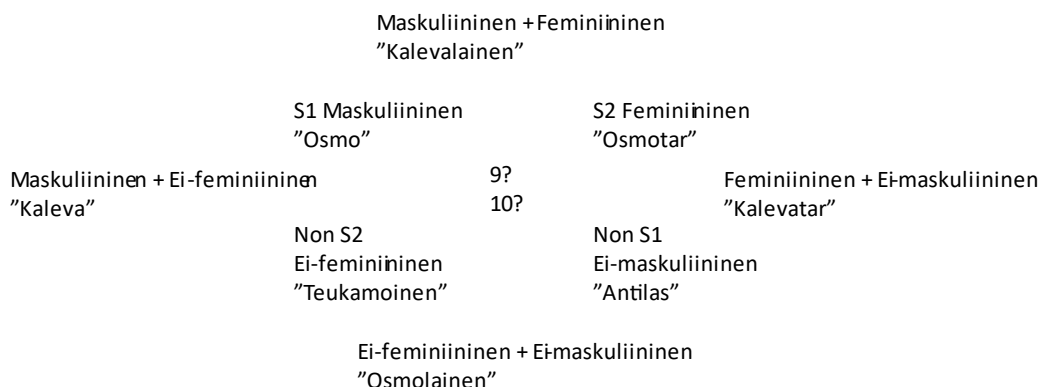 Maskuliininen + Feminiininen
”Kalevalainen”
S1 Maskuliininen
”Osmo”
S2 Feminiininen
”Osmotar”
Maskuliininen + Ei-feminiininen
”Kaleva”
9?
10?
Feminiininen + Ei-maskuliininen
”Kalevatar”
Non S2
Ei-feminiininen
”Teukamoinen”
Non S1
Ei-maskuliininen
”Antilas”
Ei-feminiininen + Ei-maskuliininen
”Osmolainen”